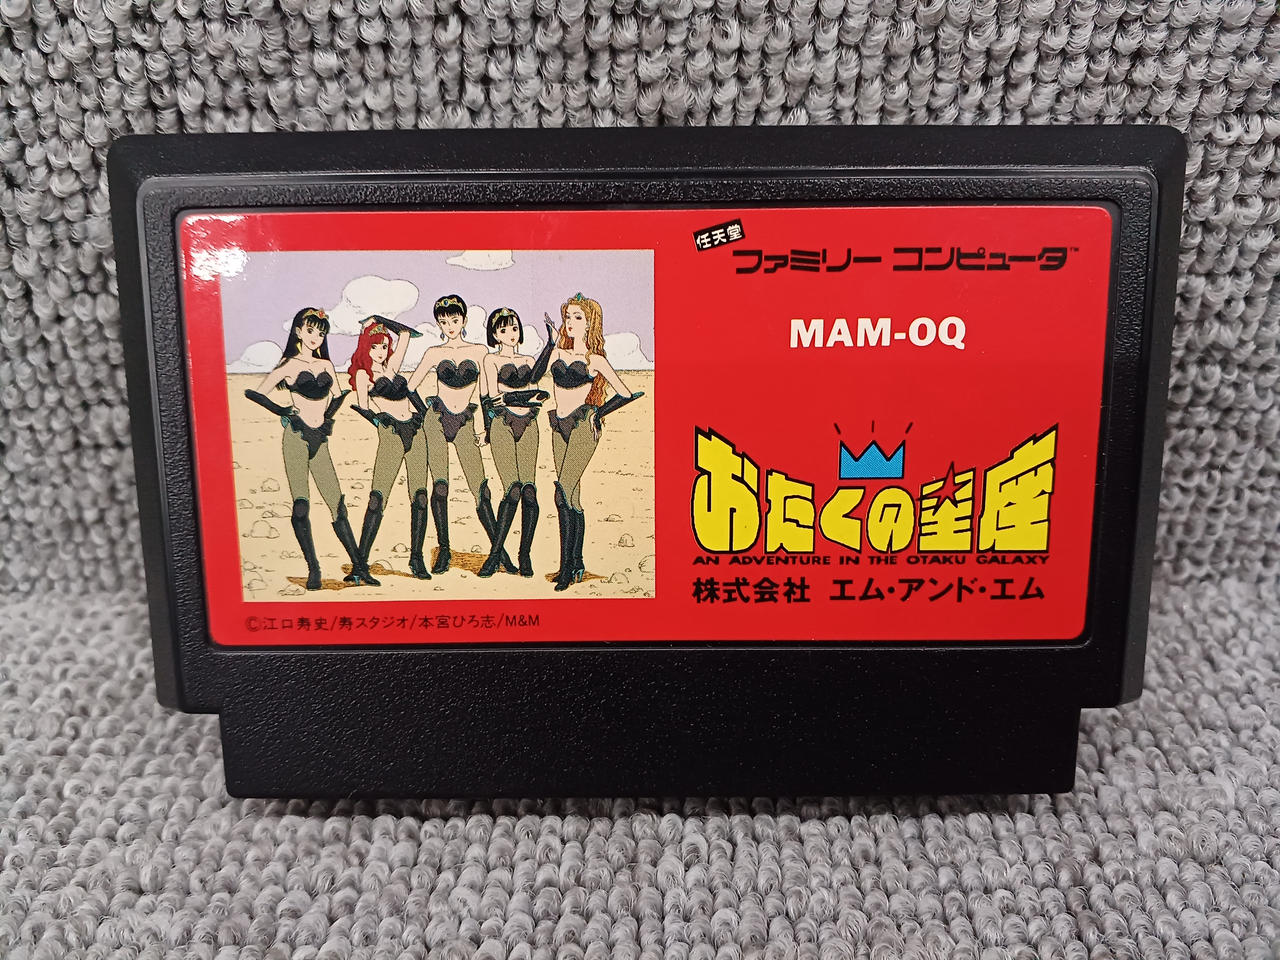 任天堂
ファミリー コンピュータ™
MAM-OQ
おたくの星座
AN ADVENTURE IN THE OTAKU GALAXY
株式会社 エム・アンド・エム
©江口寿史/寿スタジオ/本宮ひろ志/M&M